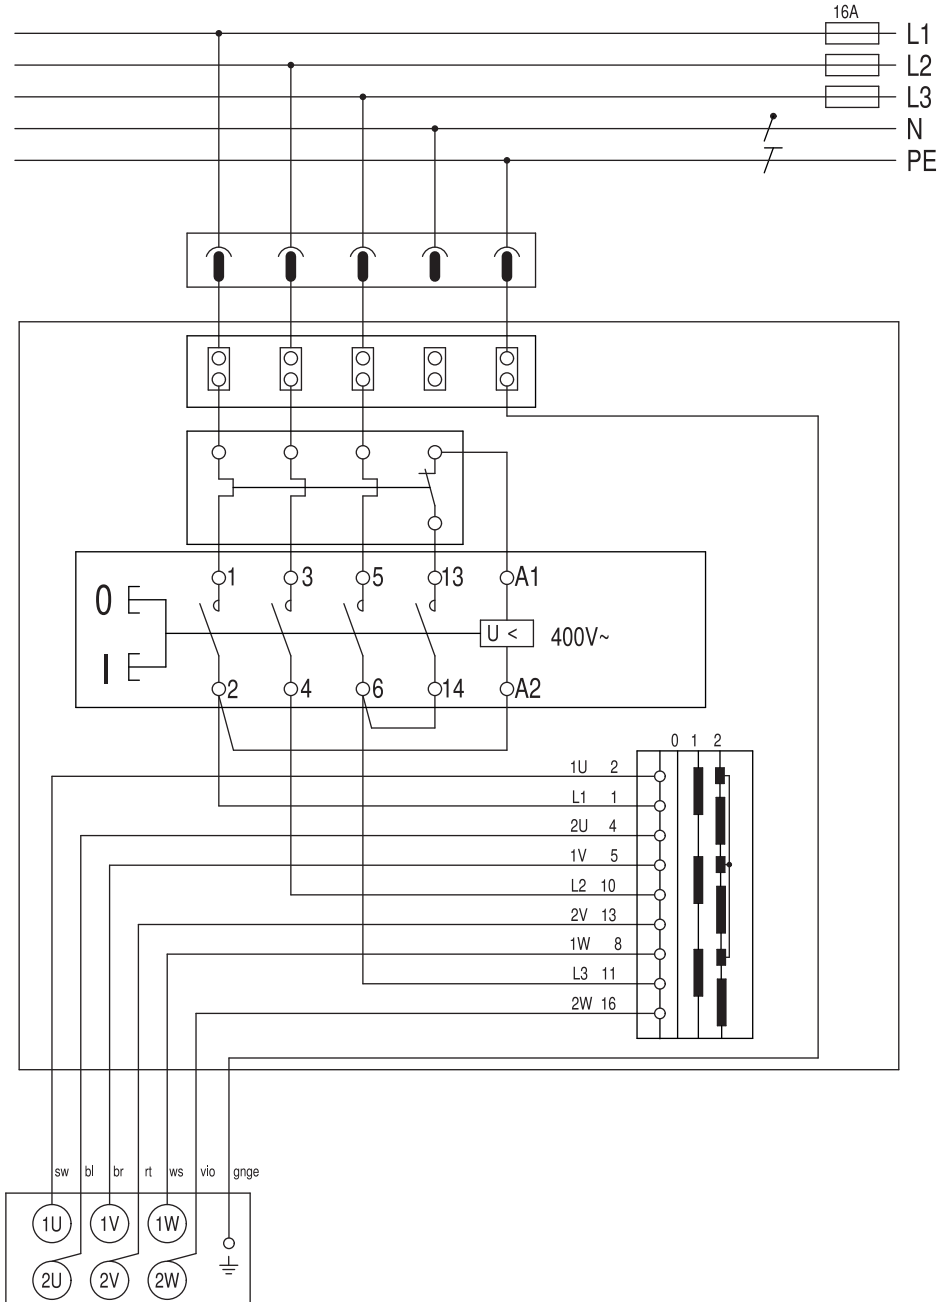 16A
L1
L2
L3
N
PE
1 3 5 13 A1
0
U < 400V~
I
2 4 6 14 A2
0 1 2
1U 2
L1 1
2U 4
1V 5
L2 10
2V 13
1W 8
L3 11
2W 16
sw bl br rt ws vio gnge
1U 1V 1W
2U 2V 2W